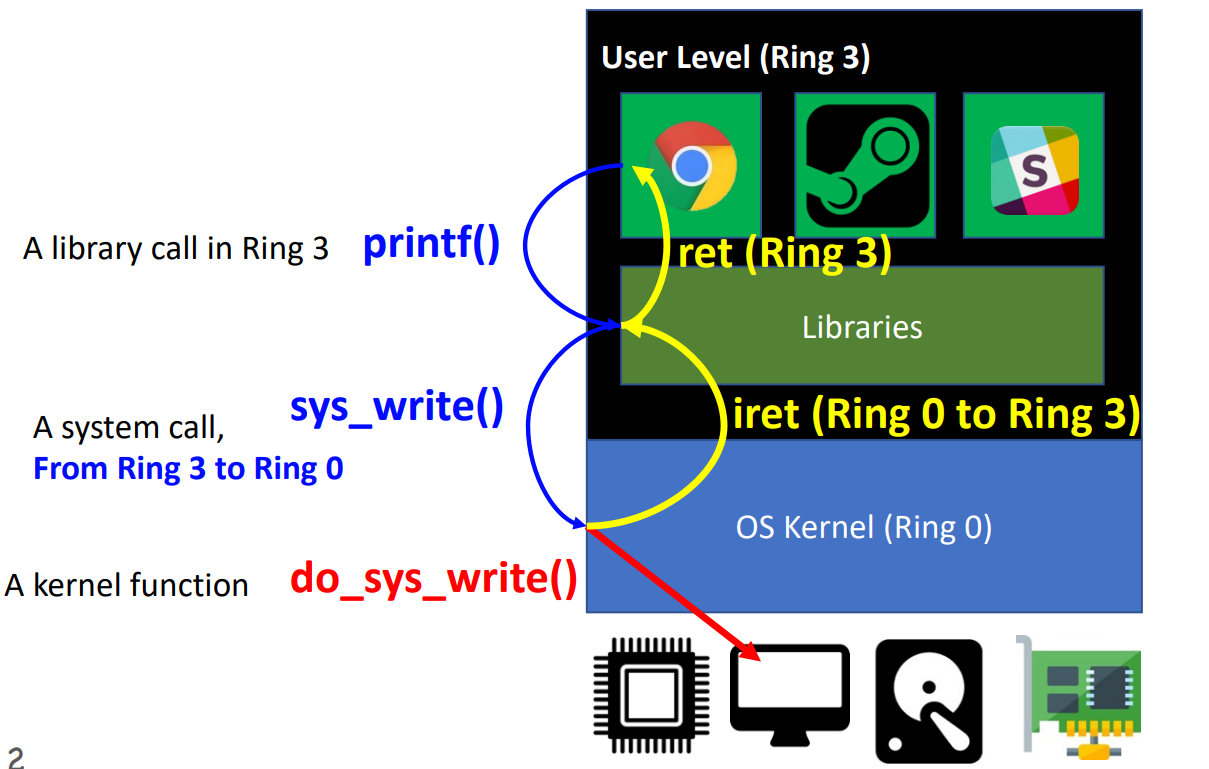 User Level (Ring 3)
S
A library call in Ring 3 printf()
ret (Ring 3)
Libraries
sys_write()
A system call,
From Ring 3 to Ring 0
iret (Ring 0 to Ring 3)
OS Kernel (Ring 0)
A kernel function do_sys_write()
2